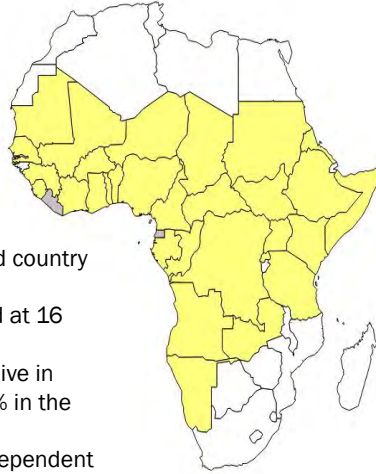 d country
d at 16
ive in
% in the
ependent